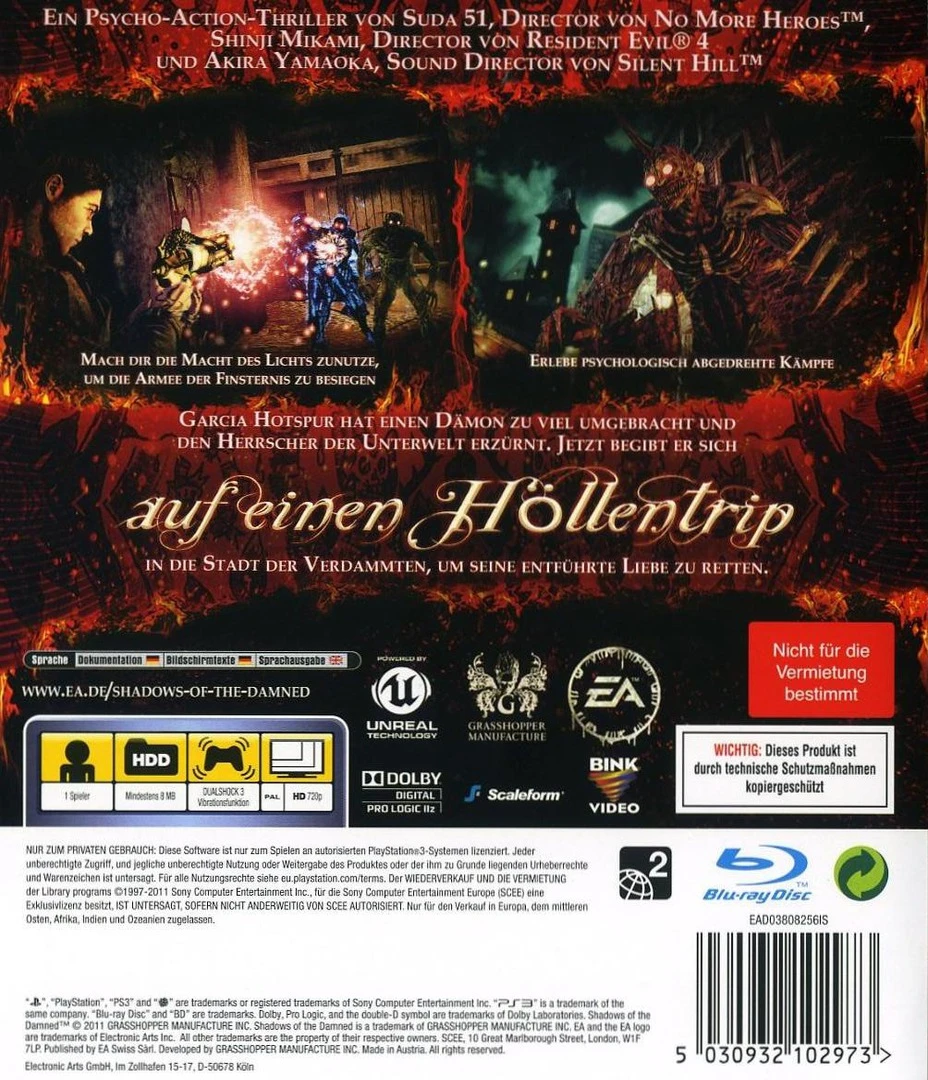 Ein Psycho-Action-Thriller von Suda 51, Director von No More Heroes™,
Shinji Mikami, Director von Resident Evil® 4
und Akira Yamaoka, Sound Director von Silent Hill™
Mach dir die Macht des Lichts zunutze,
um die Armee der Finsternis zu besiegen
Erlebe psychologisch abgedrehte Kämpfe
Garcia Hotspur hat einen Dämon zu viel umgebracht und
den Herrscher der Unterwelt erzürnt. Jetzt begibt er sich
auf einen Höllentrip
in die Stadt der Verdammten, um seine entführte Liebe zu retten.
Sprache Dokumentation Bildschirmtexte Sprachausgabe
www.ea.de/shadows-of-the-damned
POWERED BY
UNREAL
TECHNOLOGY
G
GRASSHOPPER
MANUFACTURE
EA
Nicht für die
Vermietung
bestimmt
HDD
1 Spieler
Mindestens 8 MB
DUALSHOCK 3
Vibrationsfunktion
PAL HD 720p
DOLBY
DIGITAL
PRO LOGIC IIz
Scaleform
BINK
VIDEO
WICHTIG: Dieses Produkt ist
durch technische Schutzmaßnahmen
kopiergeschützt
NUR ZUM PRIVATEN GEBRAUCH: Diese Software ist nur zum Spielen an autorisierten PlayStation®3-Systemen lizenziert. Jeder
unberechtigte Zugriff, und jegliche unberechtigte Nutzung oder Weitergabe des Produktes oder der ihm zu Grunde liegenden Urheberrechte
und Warenzeichen ist untersagt. Für alle Nutzungsrechte siehe eu.playstation.com/terms. Der WIEDERVERKAUF UND DIE VERMIETUNG
der Library programs ©1997-2011 Sony Computer Entertainment Inc., für die Sony Computer Entertainment Europe (SCEE) eine
Exklusivlizenz besitzt, IST UNTERSAGT, SOFERN NICHT ANDERWEITIG VON SCEE AUTORISIERT. Nur für den Verkauf in Europa, dem mittleren
Osten, Afrika, Indien und Ozeanien zugelassen.
2
Blu-ray Disc™
EAD03808256IS
"", "PlayStation", "PS3" and "" are trademarks or registered trademarks of Sony Computer Entertainment Inc. "PS3" is a trademark of the
same company. "Blu-ray Disc" and "BD" are trademarks. Dolby, Pro Logic, and the double-D symbol are trademarks of Dolby Laboratories. Shadows of the
Damned™ © 2011 GRASSHOPPER MANUFACTURE INC. Shadows of the Damned is a trademark of GRASSHOPPER MANUFACTURE INC. EA and the EA logo
are trademarks of Electronic Arts Inc. All other trademarks are the property of their respective owners. SCEE, 10 Great Marlborough Street, London, W1F
7LP. Published by EA Swiss Sàrl. Developed by GRASSHOPPER MANUFACTURE INC. Made in Austria. All rights reserved.
Electronic Arts GmbH, Im Zollhafen 15-17, D-50678 Köln
5 030932 102973 >